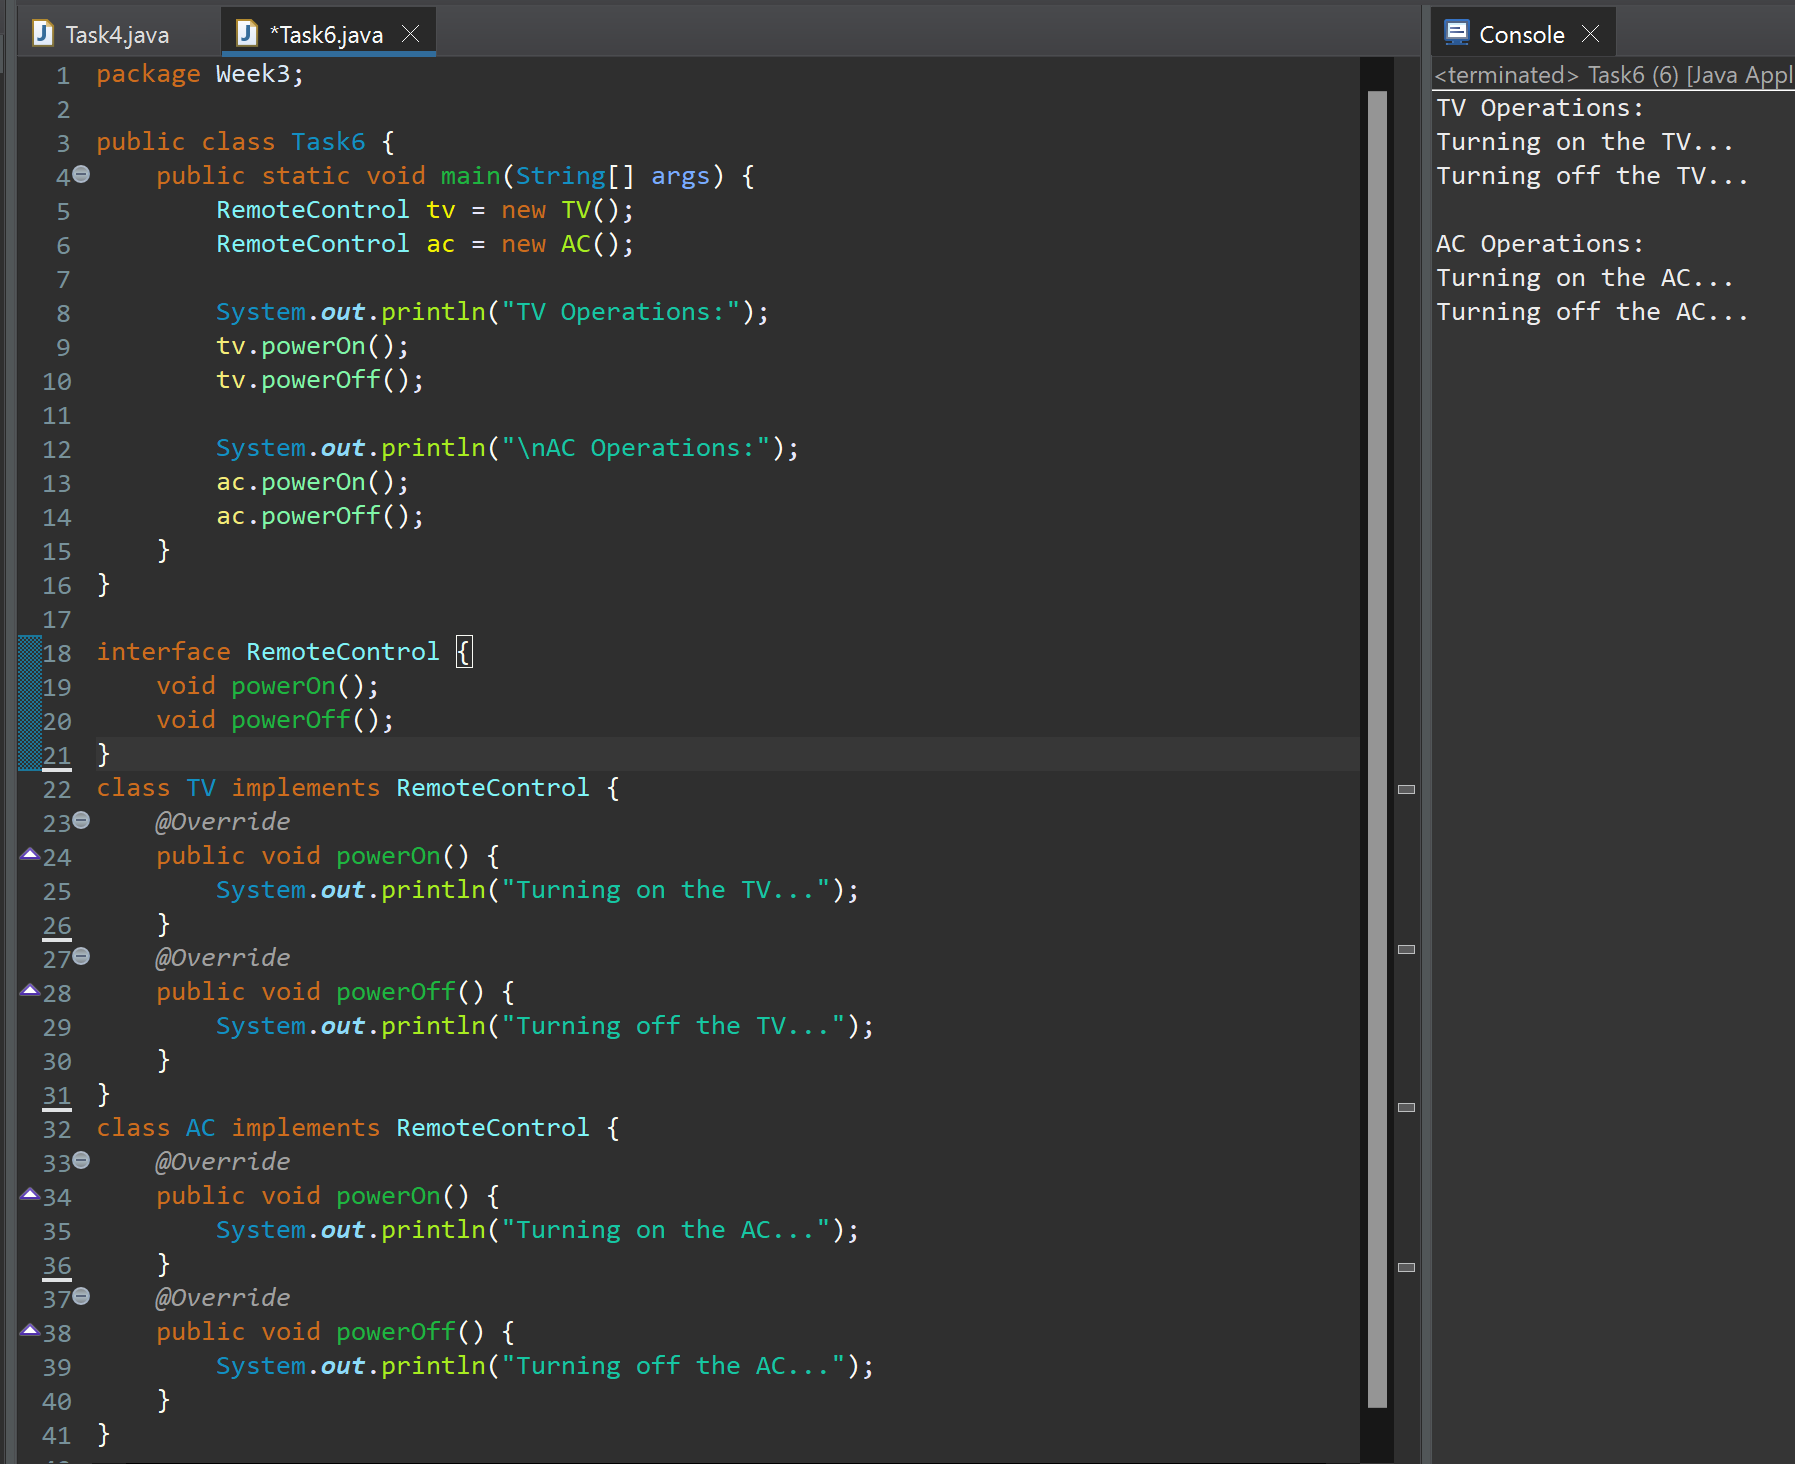 Task4.java
*Task6.java
1 package Week3;
2
3 public class Task6 {
4     public static void main(String[] args) {
5         RemoteControl tv = new TV();
6         RemoteControl ac = new AC();
7
8         System.out.println("TV Operations:");
9         tv.powerOn();
10         tv.powerOff();
11
12         System.out.println("\nAC Operations:");
13         ac.powerOn();
14         ac.powerOff();
15     }
16 }
17
18 interface RemoteControl {
19     void powerOn();
20     void powerOff();
21 }
22 class TV implements RemoteControl {
23     @Override
24     public void powerOn() {
25         System.out.println("Turning on the TV...");
26     }
27     @Override
28     public void powerOff() {
29         System.out.println("Turning off the TV...");
30     }
31 }
32 class AC implements RemoteControl {
33     @Override
34     public void powerOn() {
35         System.out.println("Turning on the AC...");
36     }
37     @Override
38     public void powerOff() {
39         System.out.println("Turning off the AC...");
40     }
41 }
Console
<terminated> Task6 (6) [Java Appl
TV Operations:
Turning on the TV...
Turning off the TV...

AC Operations:
Turning on the AC...
Turning off the AC...